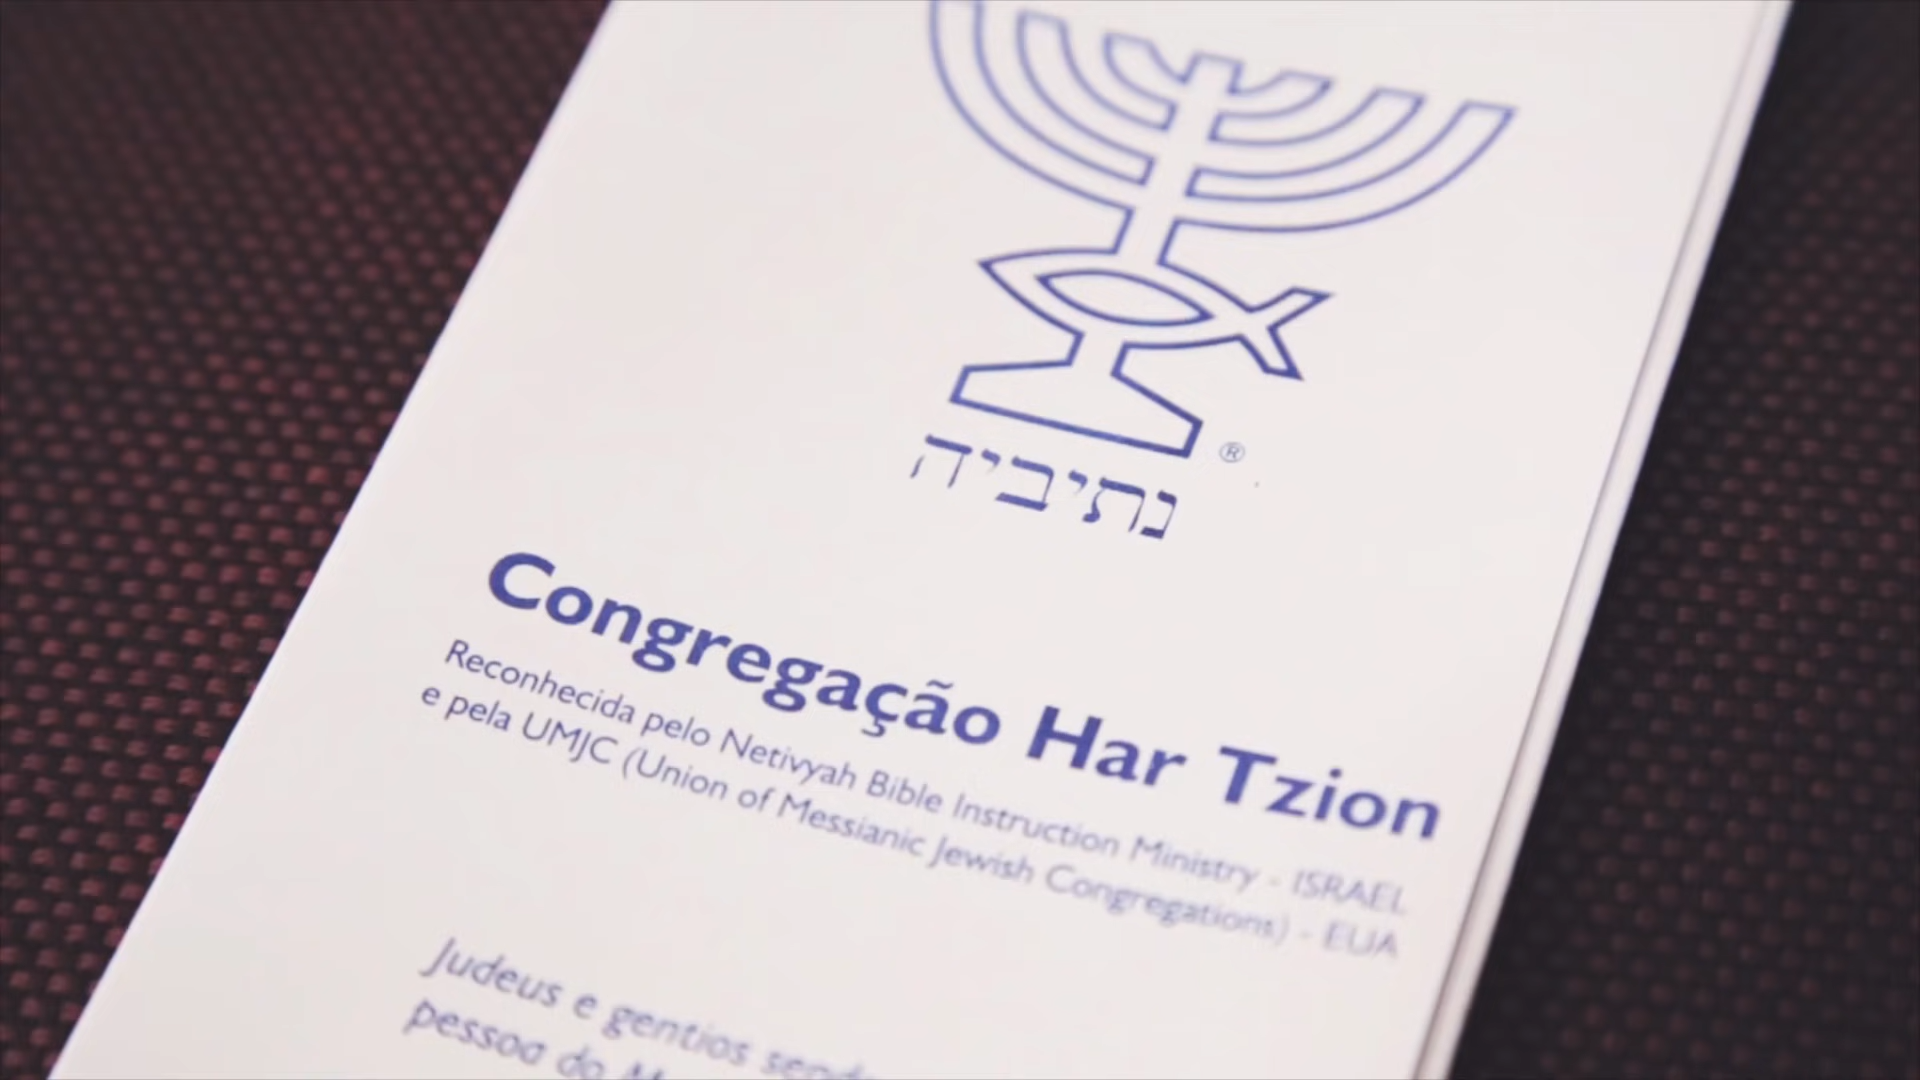 ®
נתיביה
Congregação Har Tzion
Reconhecida pelo Netivyah Bible Instruction Ministry - ISRAEL
e pela UMJC (Union of Messianic Jewish Congregations) - EUA
Judeus e gentios
pessoa do